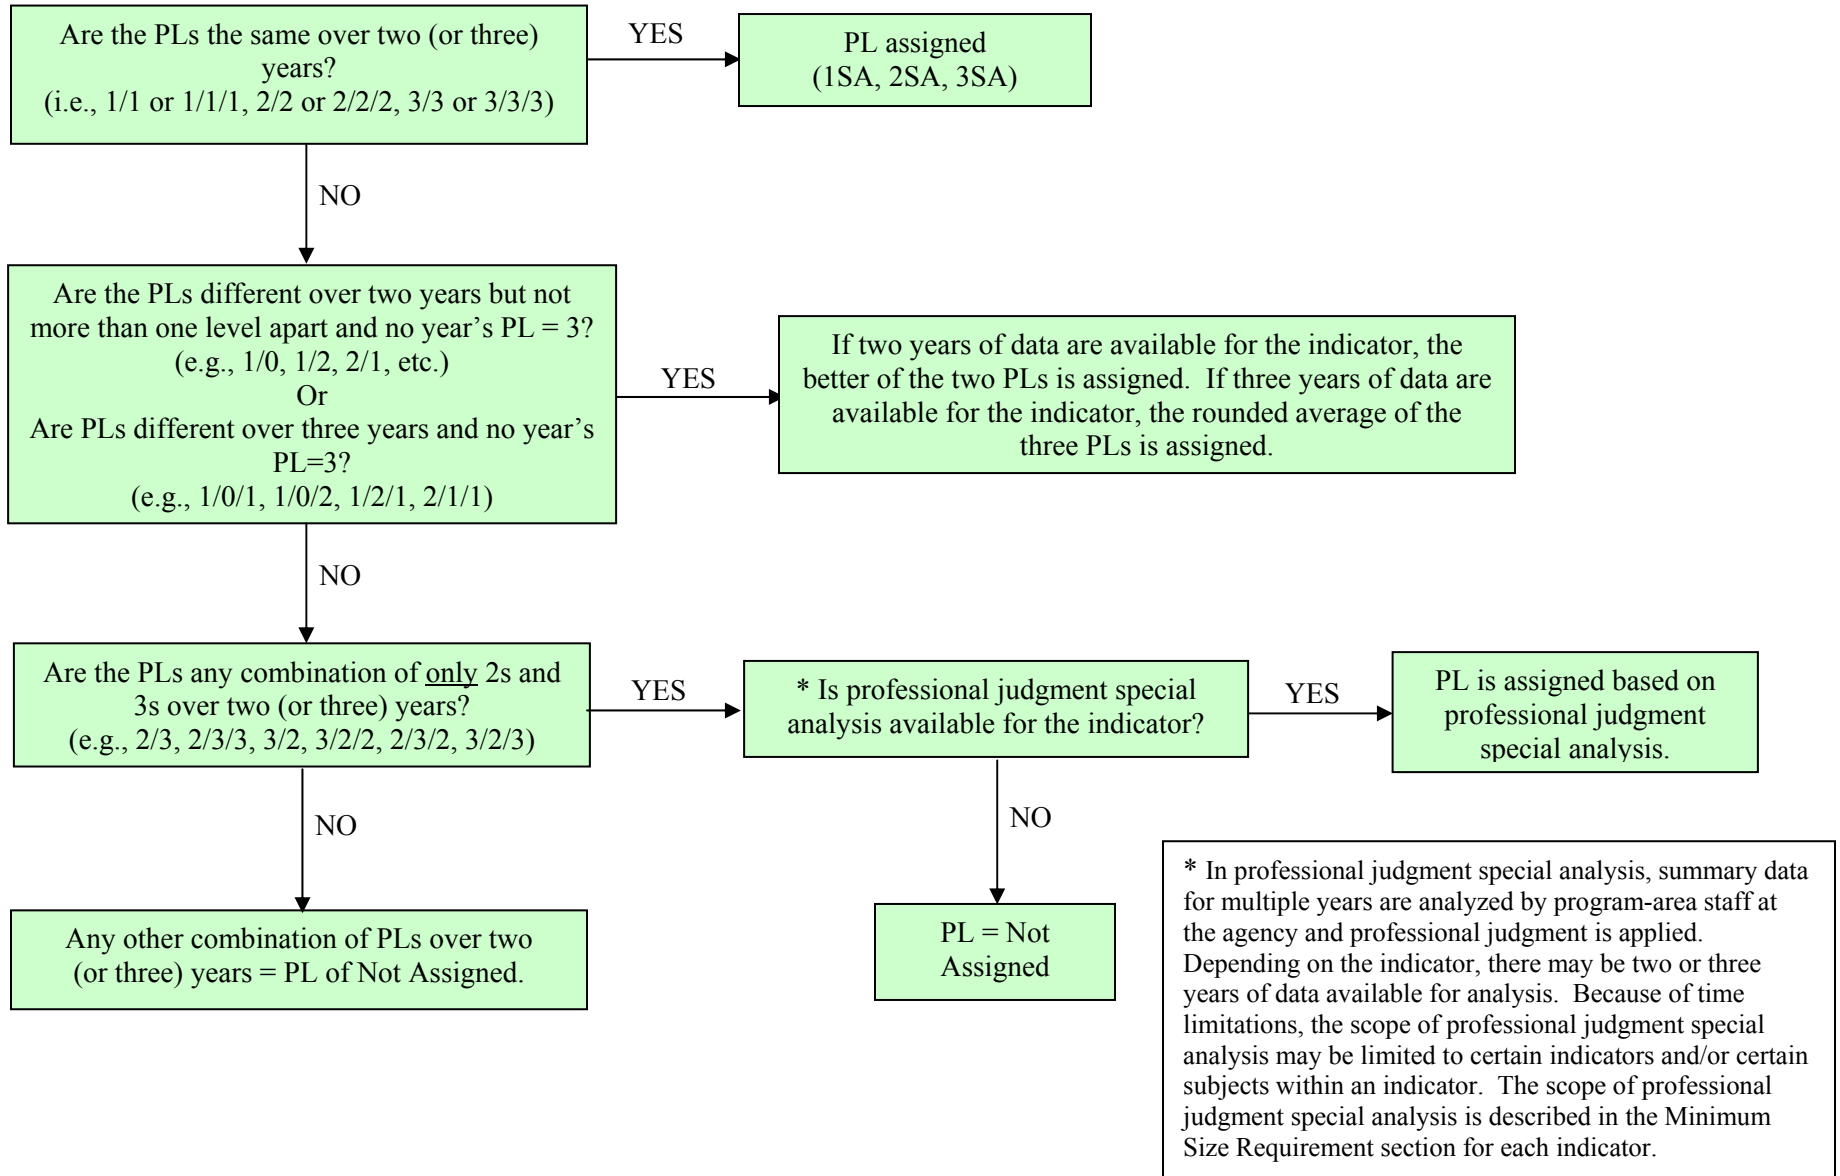 Are the PLs the same over two (or three)
years?
(i.e., 1/1 or 1/1/1, 2/2 or 2/2/2, 3/3 or 3/3/3)
YES
PL assigned
(1SA, 2SA, 3SA)
NO
Are the PLs different over two years but not
more than one level apart and no year’s PL = 3?
(e.g., 1/0, 1/2, 2/1, etc.)
Or
Are PLs different over three years and no year’s
PL=3?
(e.g., 1/0/1, 1/0/2, 1/2/1, 2/1/1)
YES
If two years of data are available for the indicator, the
better of the two PLs is assigned.  If three years of data are
available for the indicator, the rounded average of the
three PLs is assigned.
NO
Are the PLs any combination of only 2s and
3s over two (or three) years?
(e.g., 2/3, 2/3/3, 3/2, 3/2/2, 2/3/2, 3/2/3)
YES
* Is professional judgment special
analysis available for the indicator?
YES
PL is assigned based on
professional judgment
special analysis.
NO
Any other combination of PLs over two
(or three) years = PL of Not Assigned.
NO
PL = Not
Assigned
* In professional judgment special analysis, summary data
for multiple years are analyzed by program-area staff at
the agency and professional judgment is applied.
Depending on the indicator, there may be two or three
years of data available for analysis.  Because of time
limitations, the scope of professional judgment special
analysis may be limited to certain indicators and/or certain
subjects within an indicator.  The scope of professional
judgment special analysis is described in the Minimum
Size Requirement section for each indicator.